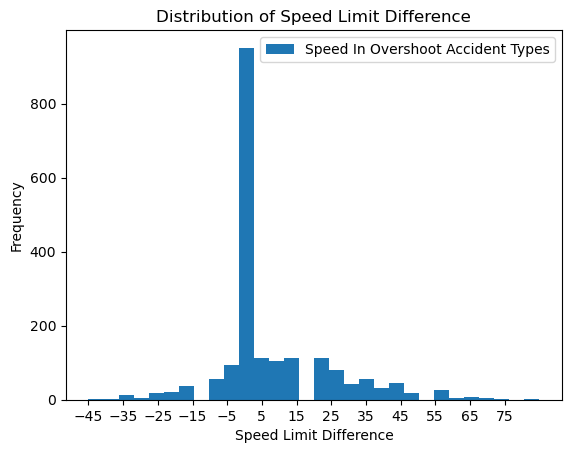 Distribution of Speed Limit Difference
Speed In Overshoot Accident Types
Frequency
800
600
400
200
0
−45 −35 −25 −15 −5 5 15 25 35 45 55 65 75
Speed Limit Difference